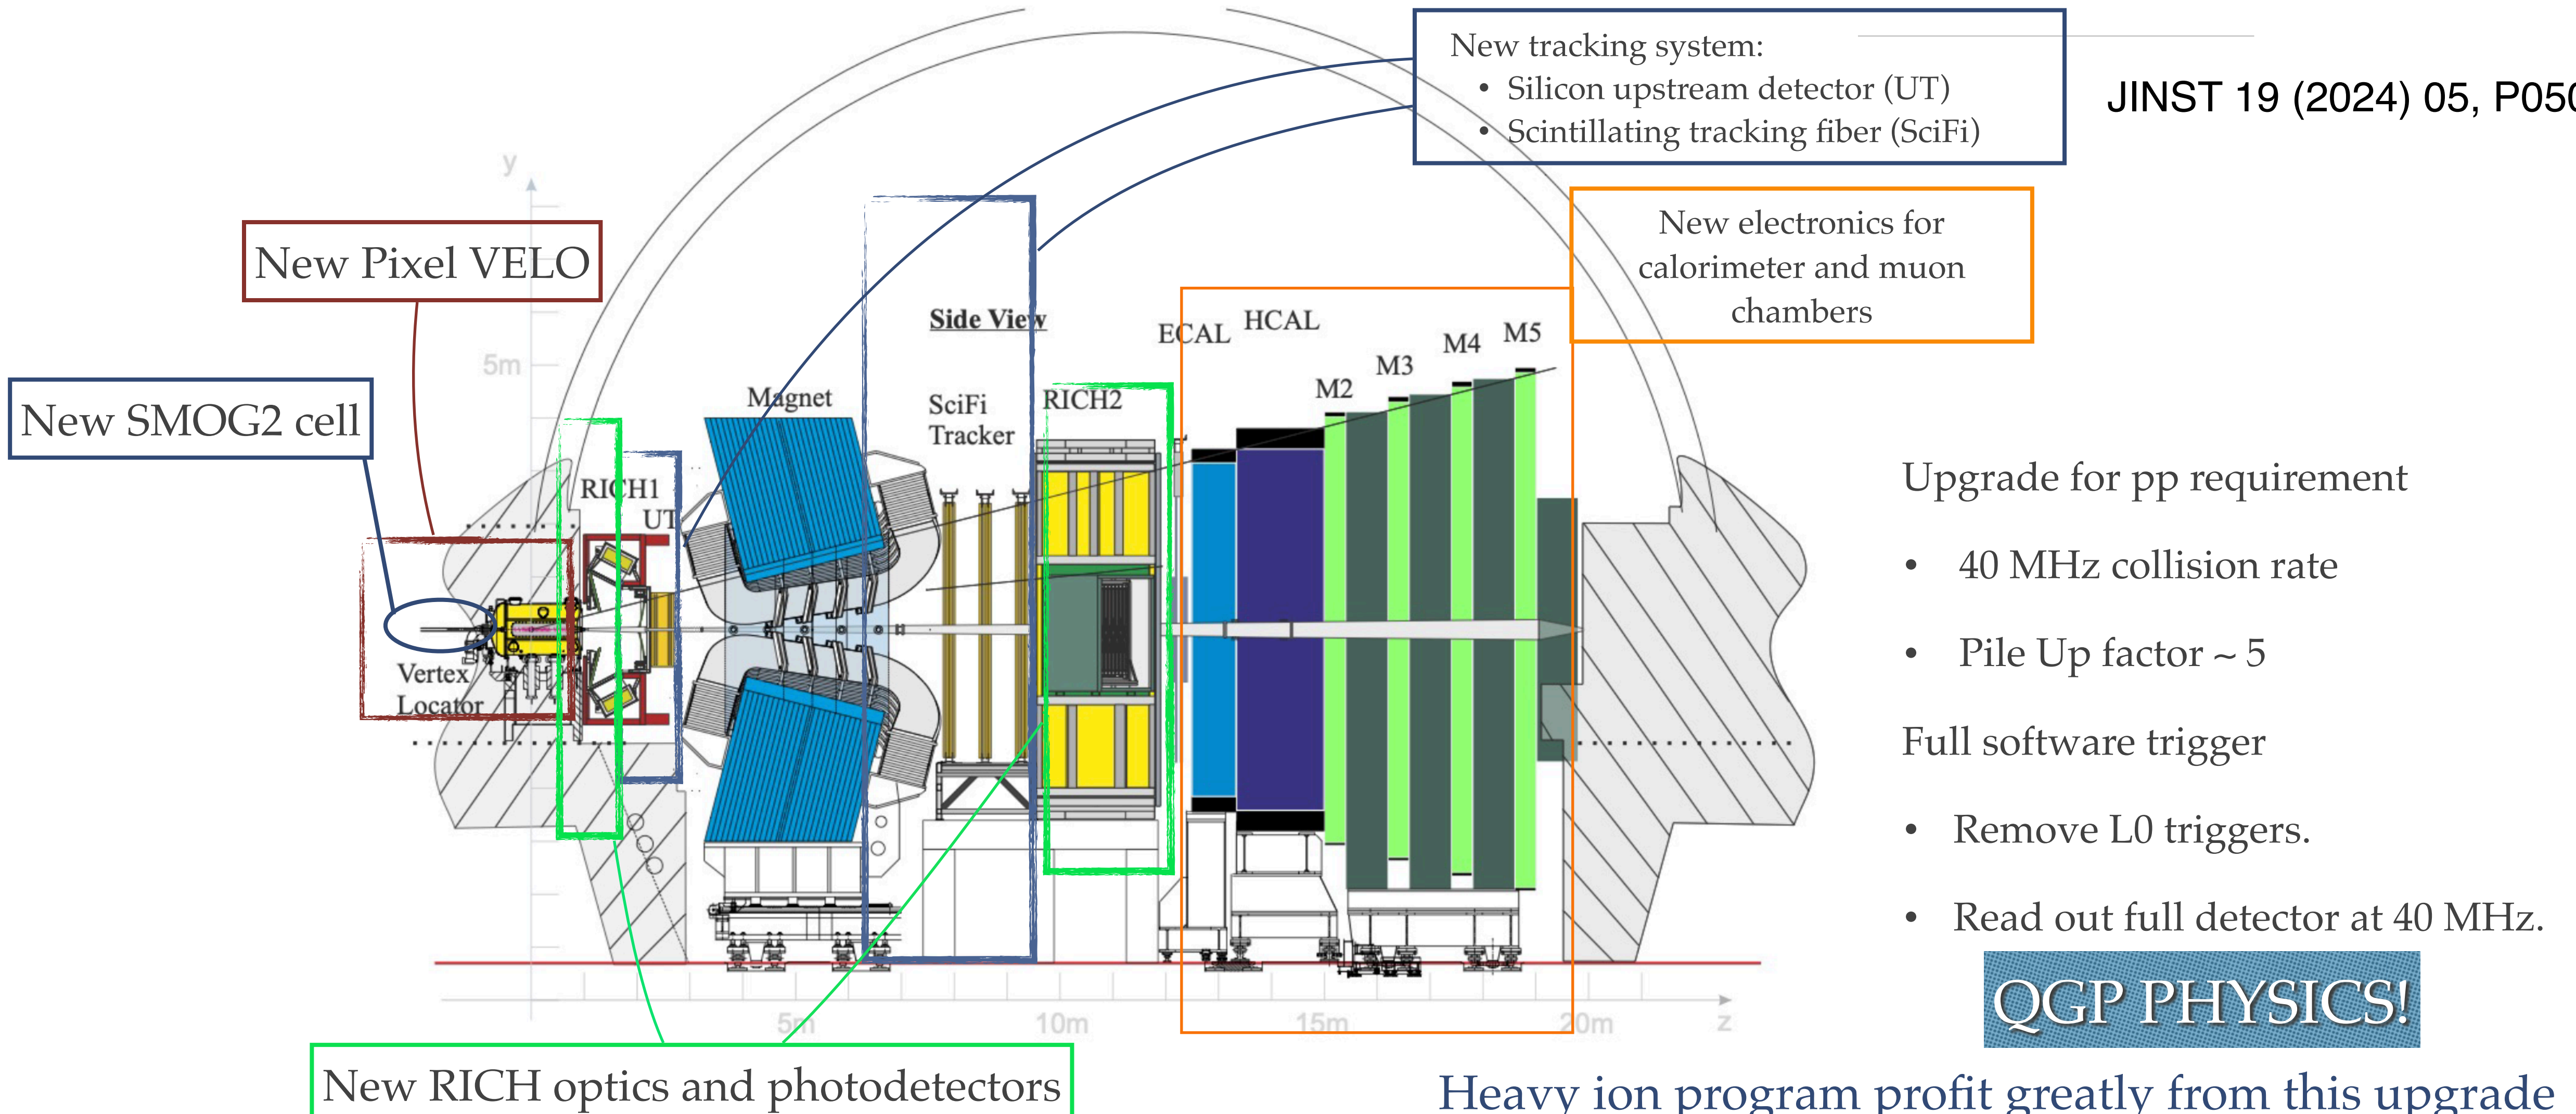 New tracking system:
• Silicon upstream detector (UT)
• Scintillating tracking fiber (SciFi)
JINST 19 (2024) 05, P050
y
New electronics for
calorimeter and muon
chambers
New Pixel VELO
Side View
ECAL
HCAL
M5
M4
M3
M2
5m
New SMOG2 cell
Magnet
SciFi
Tracker
RICH2
RICH1
UT
Vertex
Locator
Upgrade for pp requirement
• 40 MHz collision rate
• Pile Up factor ~ 5
Full software trigger
• Remove L0 triggers.
• Read out full detector at 40 MHz.
QGP PHYSICS!
5m
10m
15m
20m
z
New RICH optics and photodetectors
Heavy ion program profit greatly from this upgrade